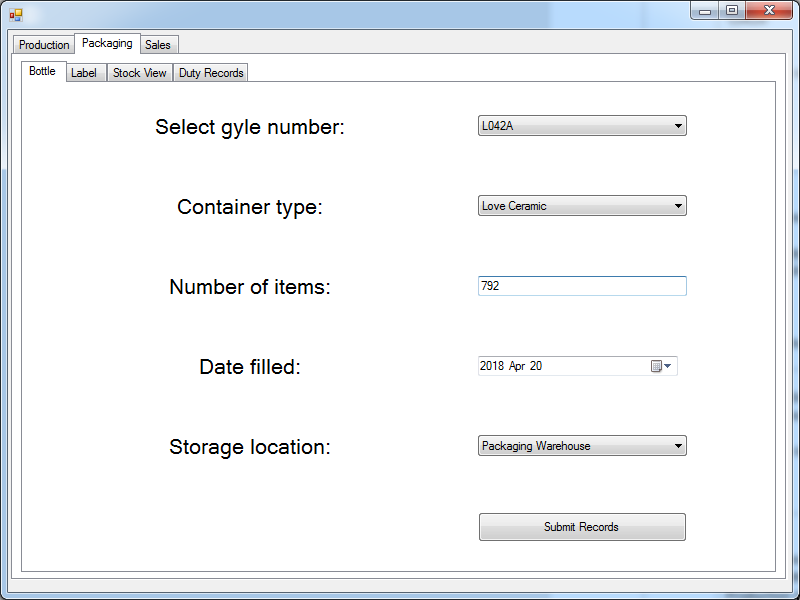 Production Packaging Sales
Bottle Label Stock View Duty Records
Select gyle number: L042A
Container type: Love Ceramic
Number of items: 792
Date filled: 2018 Apr 20
Storage location: Packaging Warehouse
Submit Records